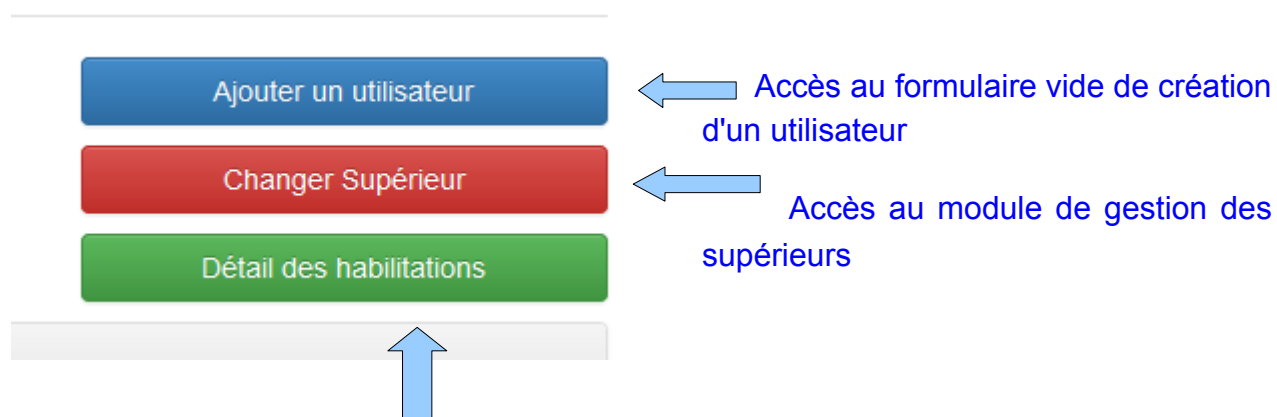 Ajouter un utilisateur
Accès au formulaire vide de création
d'un utilisateur
Changer Supérieur
Accès au module de gestion des
supérieurs
Détail des habilitations